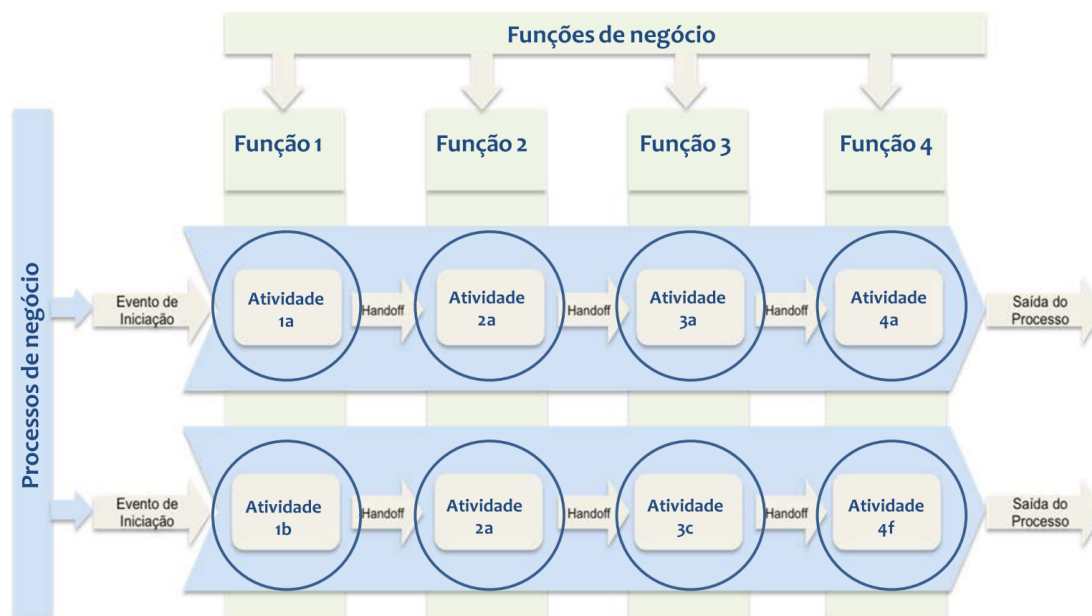 Funções de negócio
Função 1
Função 2
Função 3
Função 4
Processos de negócio
Evento de
Iniciação
Atividade
1a
Handoff
Atividade
2a
Handoff
Atividade
3a
Handoff
Atividade
4a
Saída do
Processo
Evento de
Iniciação
Atividade
1b
Handoff
Atividade
2a
Handoff
Atividade
3c
Handoff
Atividade
4f
Saída do
Processo